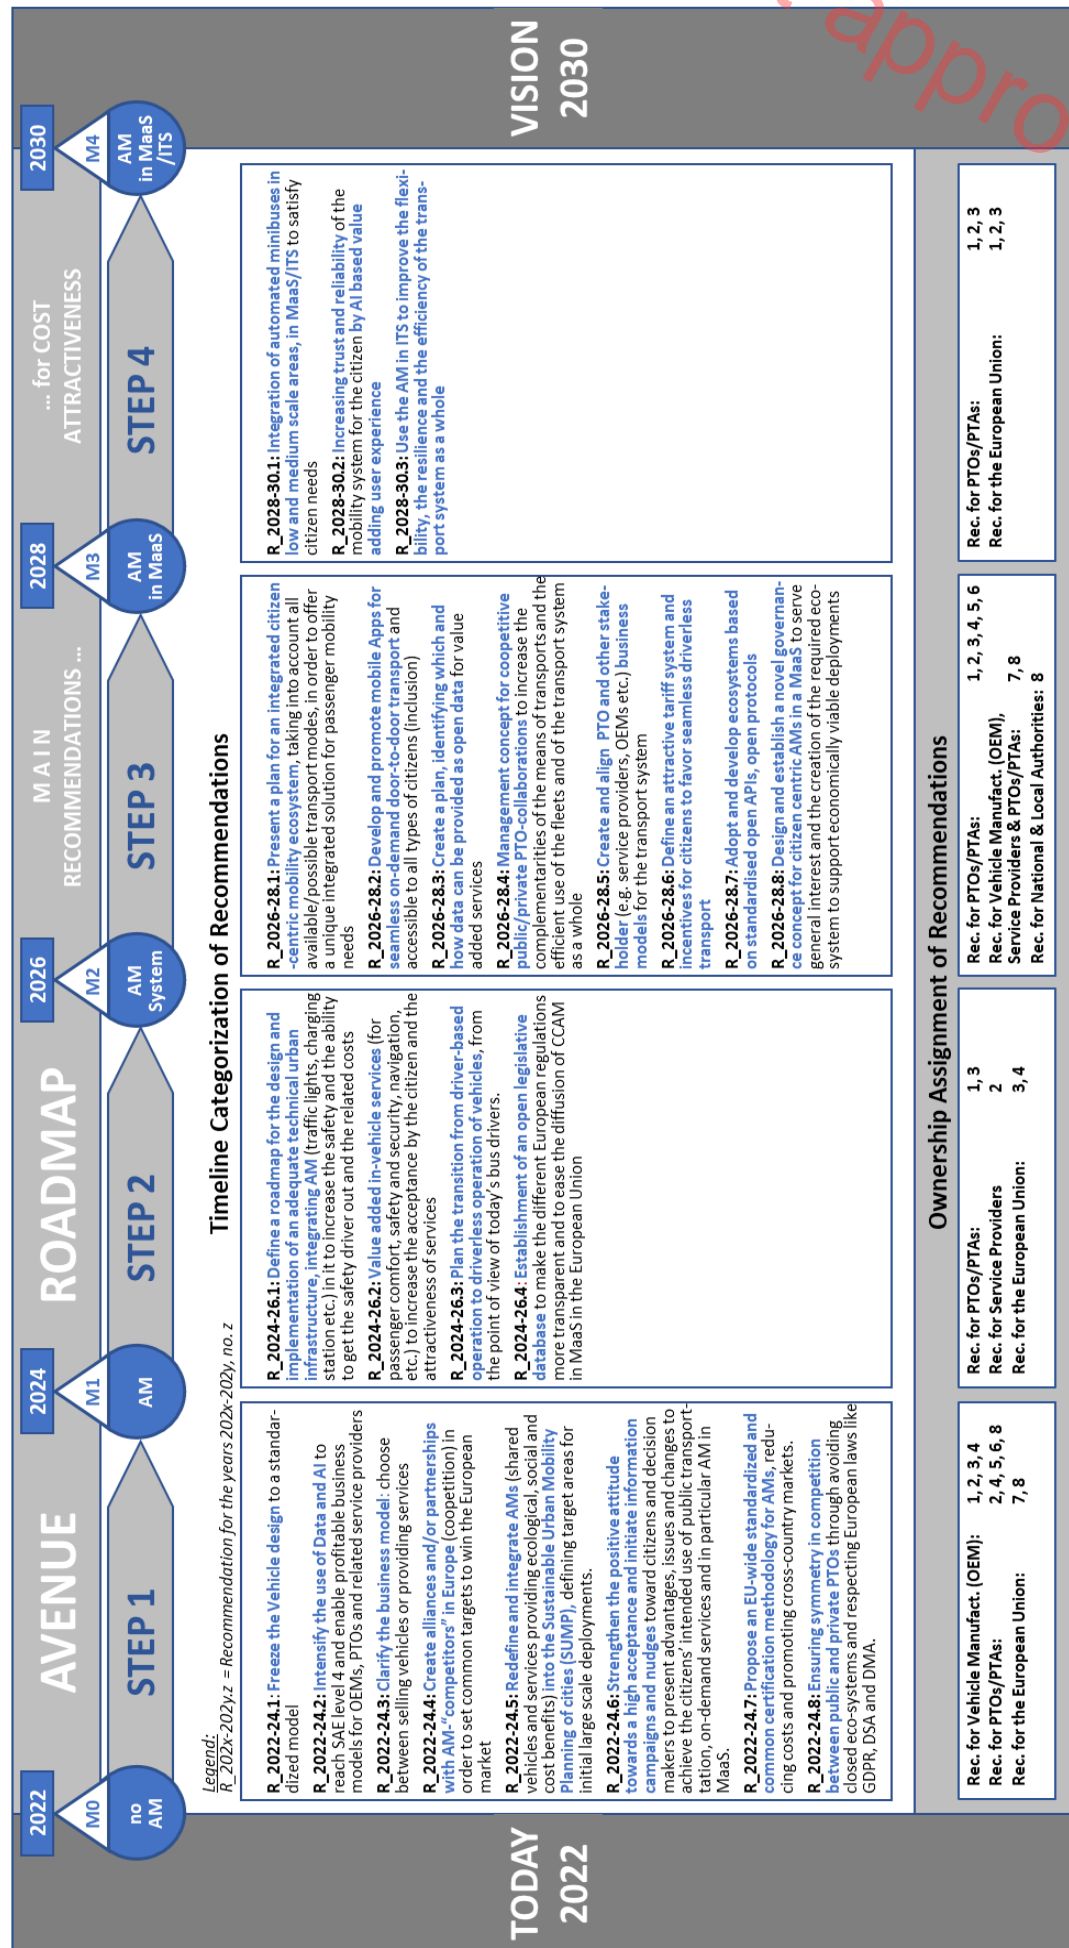 AVENUE ROADMAP
MAIN
RECOMMENDATIONS ...
... for COST
ATTRACTIVENESS
2022
M0
no
AM
STEP 1
2024
M1
AM
STEP 2
2026
M2
AM
System
STEP 3
2028
M3
AM
in MaaS
STEP 4
2030
M4
AM
in MaaS
/ITS
TODAY
2022
VISION
2030
Legend:
R_202x-202y.z = Recommendation for the years 202x-202y, no. z
Timeline Categorization of Recommendations
R_2022-24.1: Freeze the Vehicle design to a standar-
dized model
R_2022-24.2: Intensify the use of Data and AI to
reach SAE level 4 and enable profitable business
models for OEMs, PTOs and related service providers
R_2022-24.3: Clarify the business model: choose
between selling vehicles or providing services
R_2022-24.4: Create alliances and/or partnerships
with AM-“competitors” in Europe (coopetition) in
order to set common targets to win the European
market
R_2022-24.5: Redefine and integrate AMs (shared
vehicles and services providing ecological, social and
cost benefits) into the Sustainable Urban Mobility
Planning of cities (SUMP), defining target areas for
initial large scale deployments.
R_2022-24.6: Strengthen the positive attitude
towards a high acceptance and initiate information
campaigns and nudges toward citizens and decision
makers to present advantages, issues and changes to
achieve the citizens’ intended use of public transport-
tation, on-demand services and in particular AM in
MaaS.
R_2022-24.7: Propose an EU-wide standardized and
common certification methodology for AMs, redu-
cing costs and promoting cross-country markets.
R_2022-24.8: Ensuring symmetry in competition
between public and private PTOs through avoiding
closed eco-systems and respecting European laws like
GDPR, DSA and DMA.
R_2024-26.1: Define a roadmap for the design and
implementation of an adequate technical urban
infrastructure, integrating AM (traffic lights, charging
station etc.) in it to increase the safety and the ability
to get the safety driver out and the related costs
R_2024-26.2: Value added in-vehicle services (for
passenger comfort, safety and security, navigation,
etc.) to increase the acceptance by the citizen and the
attractiveness of services
R_2024-26.3: Plan the transition from driver-based
operation to driverless operation of vehicles, from
the point of view of today’s bus drivers.
R_2024-26.4: Establishment of an open legislative
database to make the different European regulations
more transparent and to ease the diffusion of CCAM
in MaaS in the European Union
R_2026-28.1: Present a plan for an integrated citizen
-centric mobility ecosystem, taking into account all
available/possible transport modes, in order to offer
a unique integrated solution for passenger mobility
needs
R_2026-28.2: Develop and promote mobile Apps for
seamless on-demand door-to-door transport and
accessible to all types of citizens (inclusion)
R_2026-28.3: Create a plan, identifying which and
how data can be provided as open data for value
added services
R_2026-28.4: Management concept for coopetitive
public/private PTO-collaborations to increase the
complementarities of the means of transports and the
efficient use of the fleets and of the transport system
as a whole
R_2026-28.5: Create and align PTO and other stake-
holder (e.g. service providers, OEMs etc.) business
models for the transport system
R_2026-28.6: Define an attractive tariff system and
incentives for citizens to favor seamless driverless
transport
R_2026-28.7: Adopt and develop ecosystems based
on standardised open APIs, open protocols
R_2026-28.8: Design and establish a novel governan-
ce concept for citizen centric AMs in a MaaS to serve
general interest and the creation of the required eco-
system to support economically viable deployments
R_2028-30.1: Integration of automated minibuses in
low and medium scale areas, in MaaS/ITS to satisfy
citizen needs
R_2028-30.2: Increasing trust and reliability of the
mobility system for the citizen by AI based value
adding user experience
R_2028-30.3: Use the AM in ITS to improve the flexi-
bility, the resilience and the efficiency of the trans-
port system as a whole
Ownership Assignment of Recommendations
Rec. for Vehicle Manufact. (OEM): 1, 2, 3, 4
Rec. for PTOs/PTAs: 2, 4, 5, 6, 8
Rec. for the European Union: 7, 8
Rec. for PTOs/PTAs: 1, 3
Rec. for Service Providers 2
Rec. for the European Union: 3, 4
Rec. for PTOs/PTAs: 1, 2, 3, 4, 5, 6
Rec. for Vehicle Manufact. (OEM),
Service Providers & PTOs/PTAs: 7, 8
Rec. for National & Local Authorities: 8
Rec. for PTOs/PTAs: 1, 2, 3
Rec. for the European Union: 1, 2, 3
appro